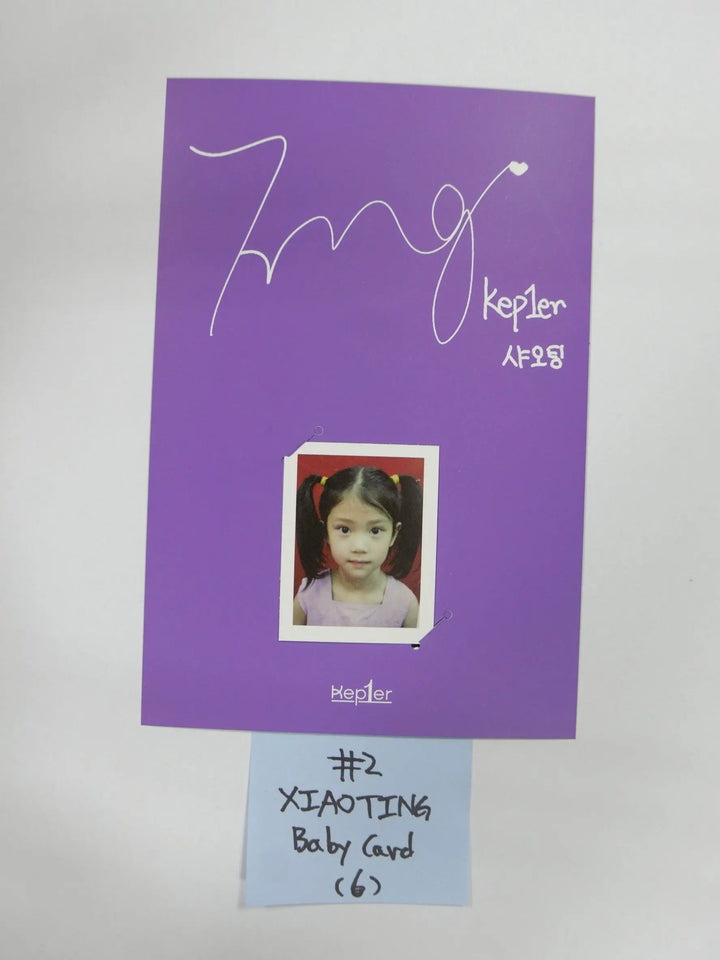 Kep1er
샤오팅
Kep1er
#2
XIAOTING
Baby Card
(6)